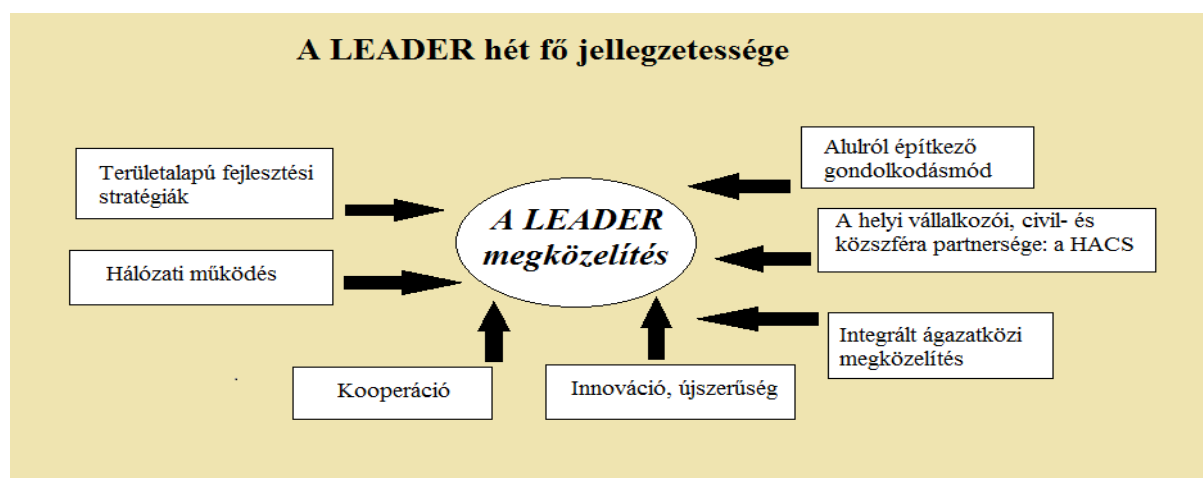 A LEADER hét fő jellegzetessége
Területalapú fejlesztési
stratégiák
Hálózati működés
Kooperáció
A LEADER
megközelítés
Innováció, újszerűség
Alulról építkező
gondolkodásmód
A helyi vállalkozói, civil- és
közszféra partnersége: a HACS
Integrált ágazatközi
megközelítés